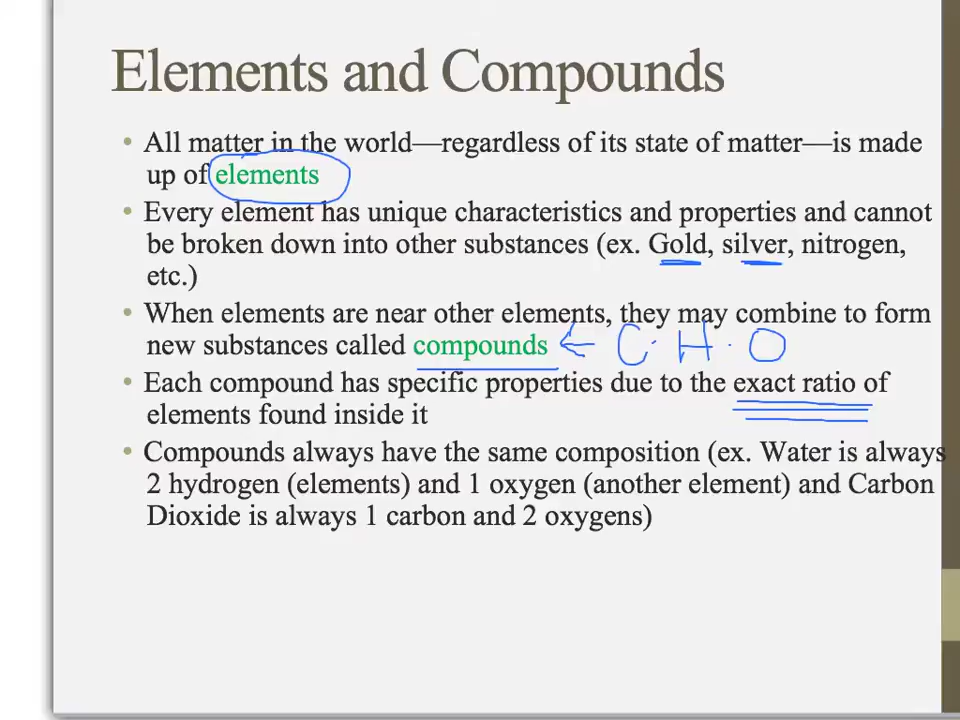 Elements and Compounds
• All matter in the world—regardless of its state of matter—is made
up of elements
• Every element has unique characteristics and properties and cannot
be broken down into other substances (ex. Gold, silver, nitrogen,
etc.)
• When elements are near other elements, they may combine to form
new substances called compounds ← C · H · O
• Each compound has specific properties due to the exact ratio of
elements found inside it
• Compounds always have the same composition (ex. Water is always
2 hydrogen (elements) and 1 oxygen (another element) and Carbon
Dioxide is always 1 carbon and 2 oxygens)